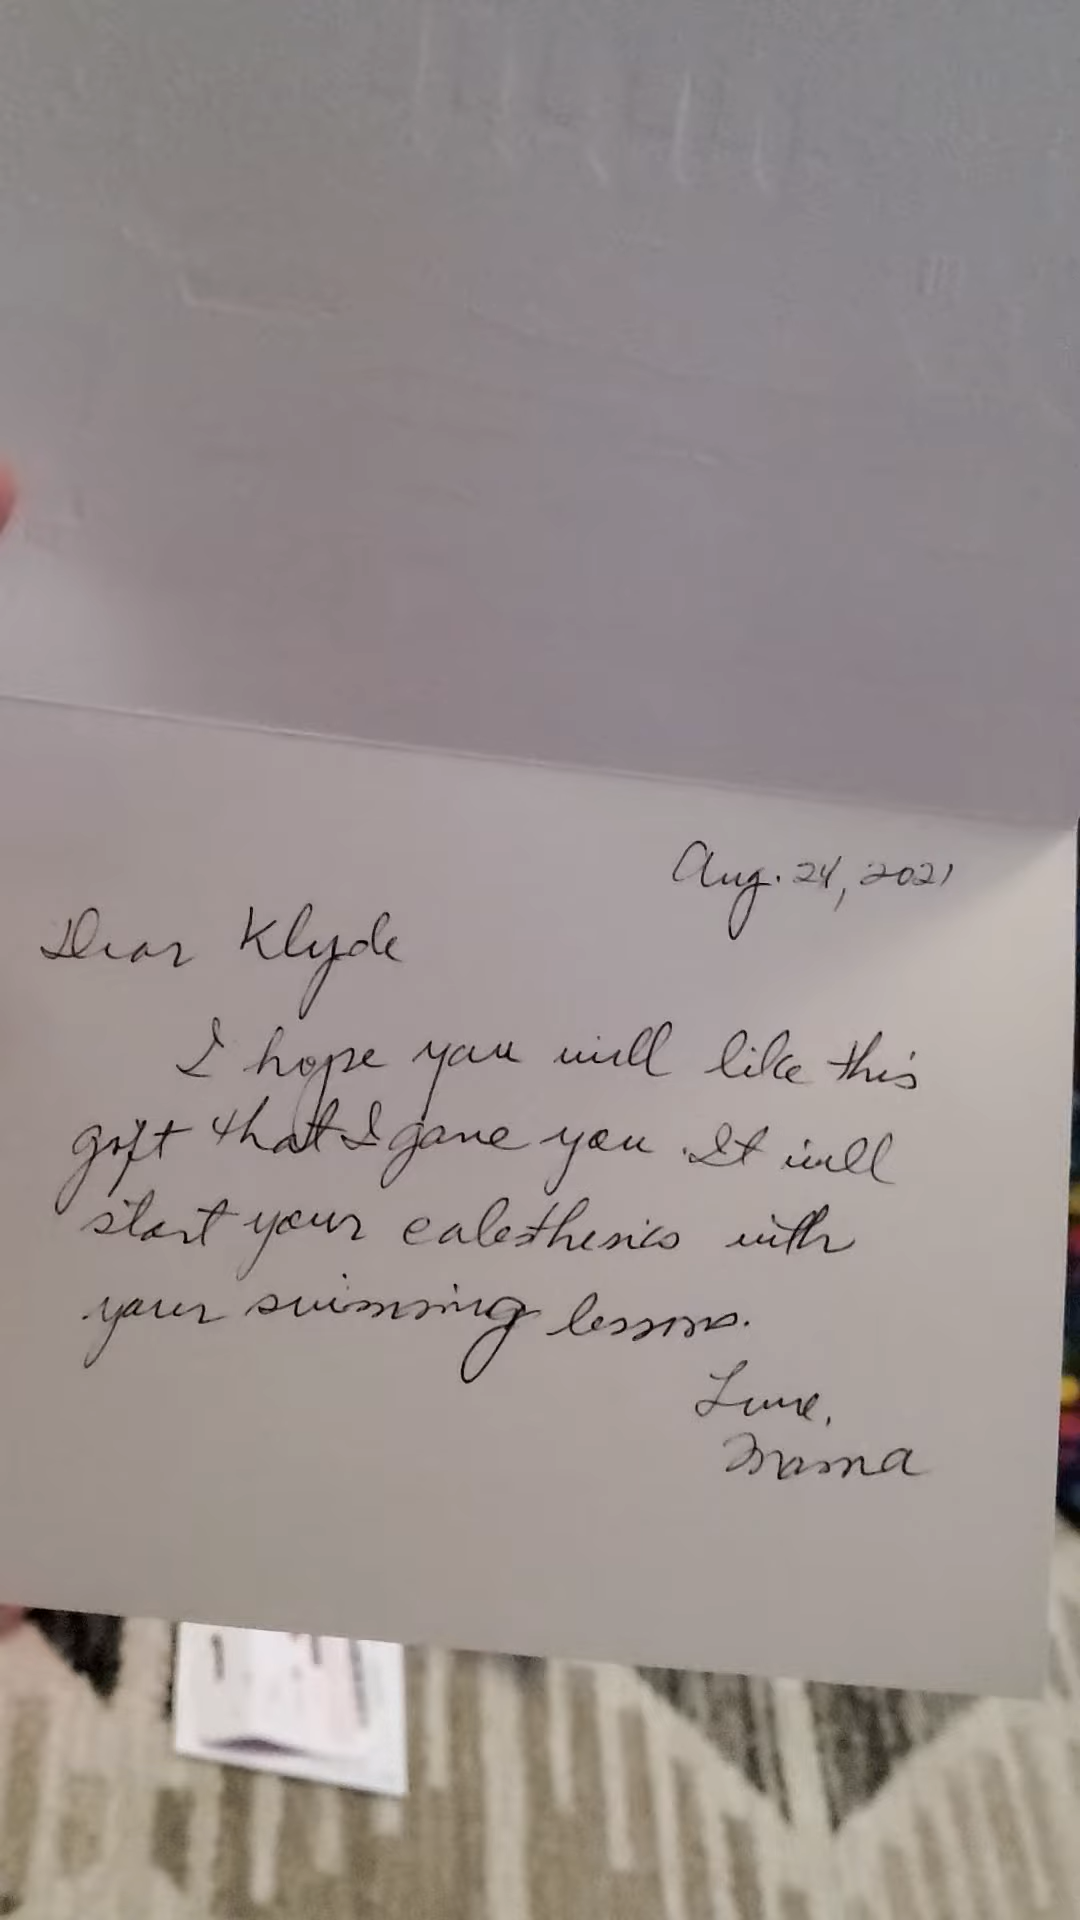 Aug. 24, 2021
Dear Klyde
I hope you will like this
gift that I gave you. It will
start your calesthenics with
your swimming lessons.
Love,
Mama